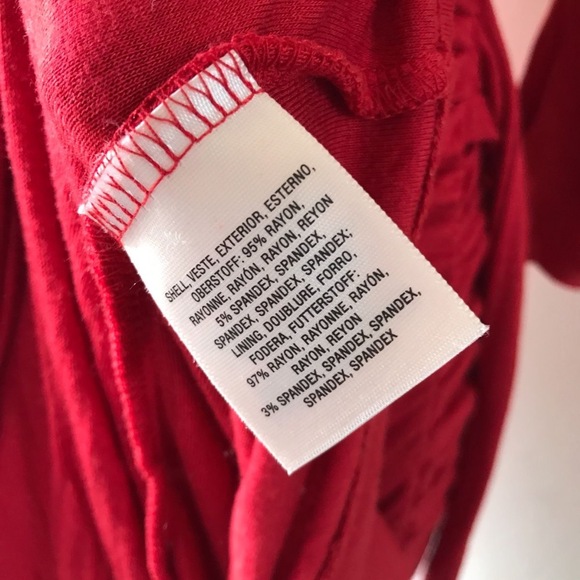 SHELL, VESTE, EXTERIOR, ESTERNO,
OBERSTOFF: 95% RAYON,
RAYONNE, RAYÓN, RAYON, REYON
5% SPANDEX, SPANDEX,
SPANDEX, SPANDEX, SPANDEX;
LINING, DOUBLURE, FORRO,
FODERA, FUTTERSTOFF:
97% RAYON, RAYONNE, RAYÓN,
RAYON, REYON
3% SPANDEX, SPANDEX, SPANDEX,
SPANDEX, SPANDEX